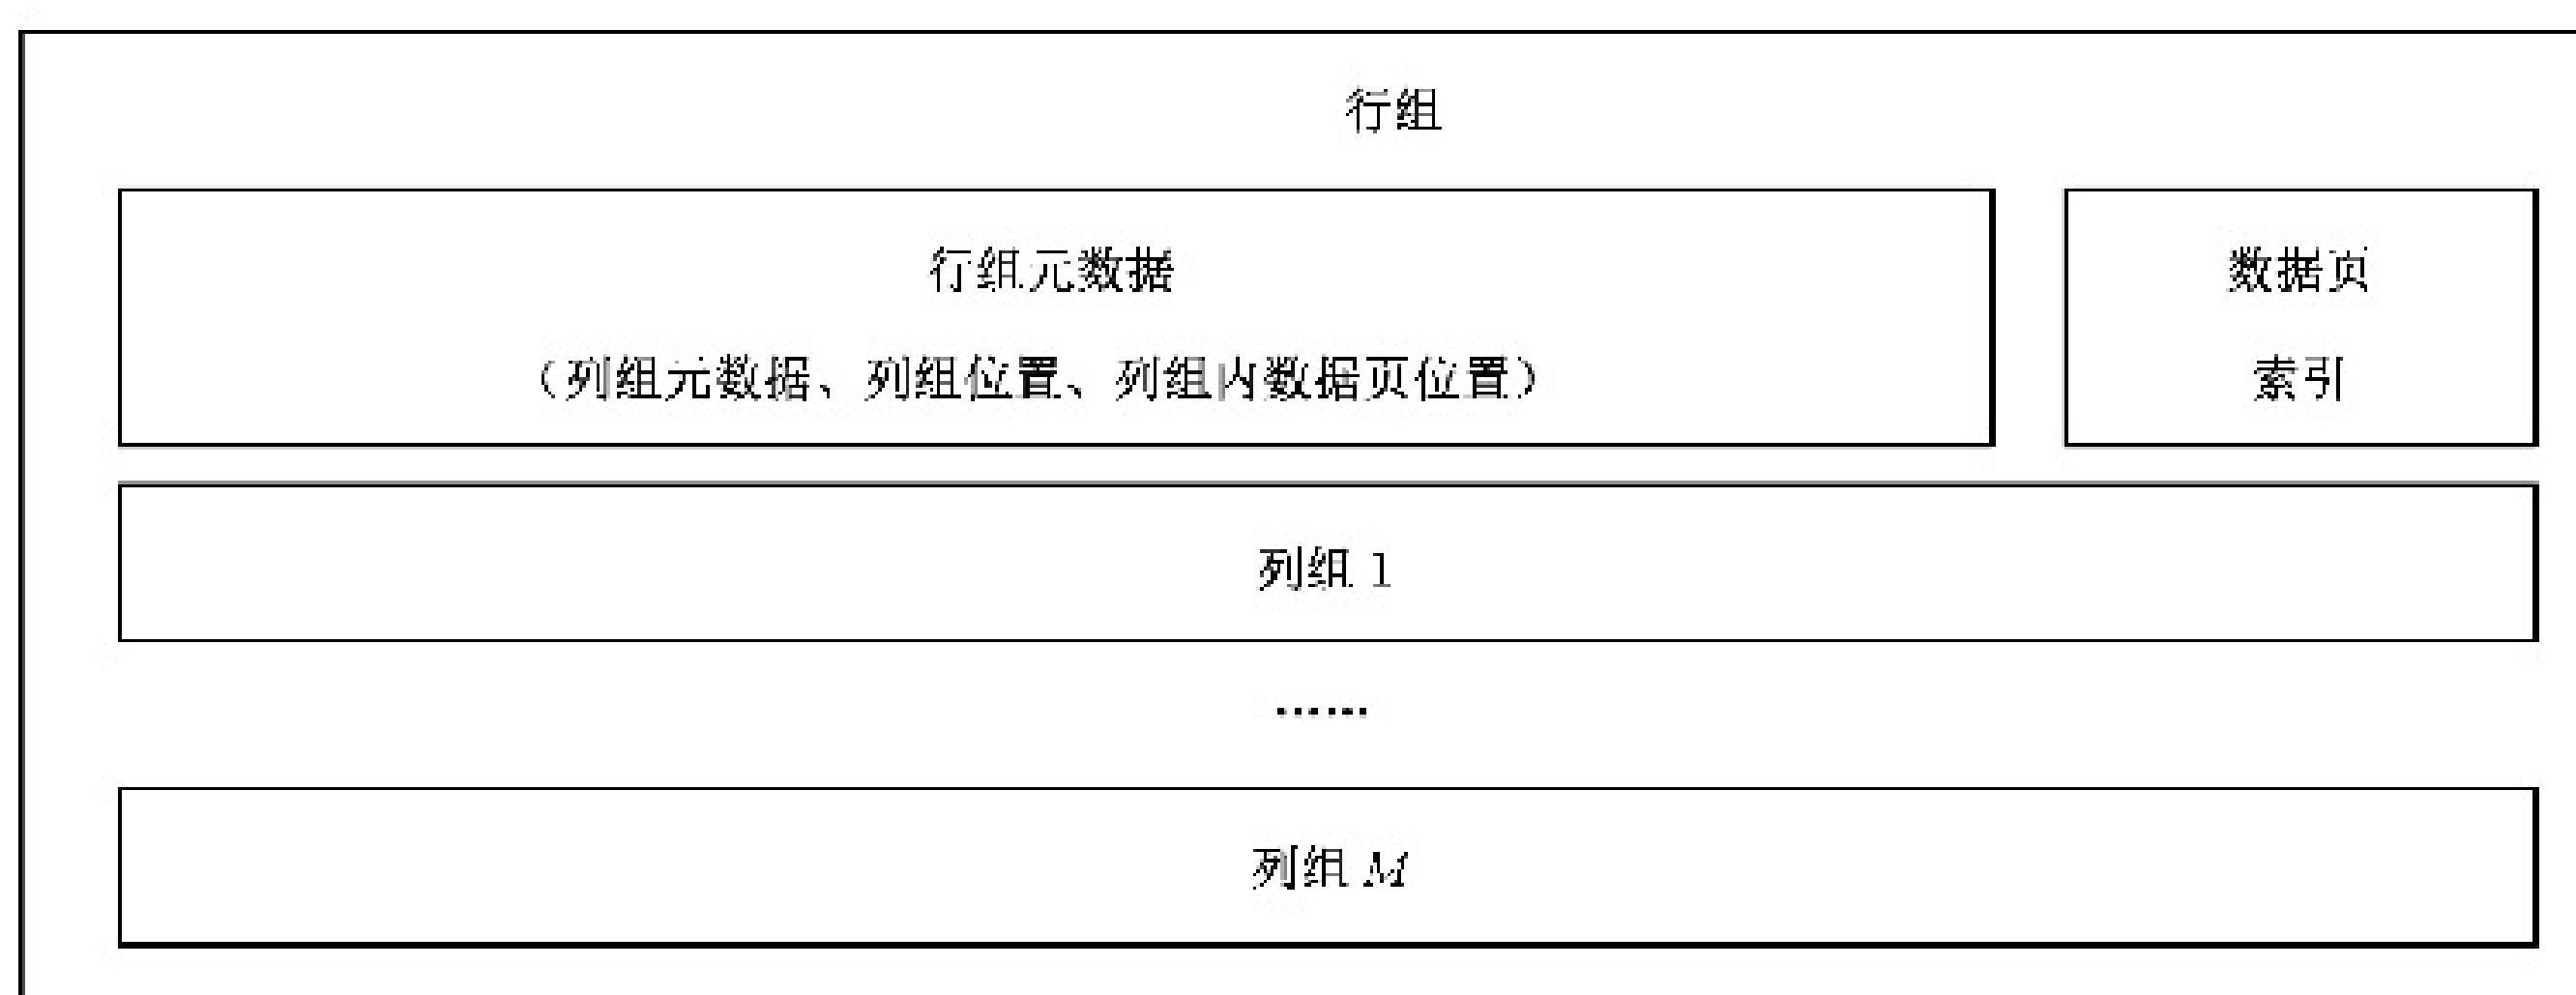 行组
行组元数据
（列组元数据、列组位置、列组内数据页位置）
数据页
索引
列组 1
……
列组 M